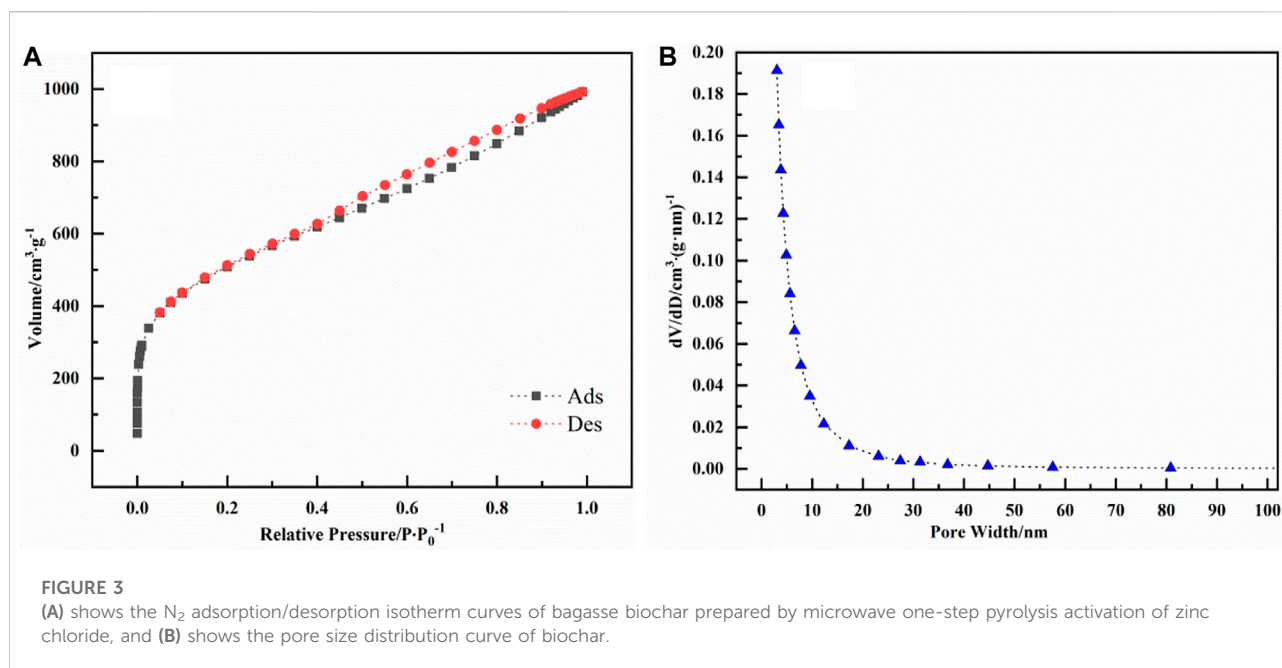 A
Volume/cm³·g⁻¹
1000
800
600
400
200
0
Ads
Des
0.0 0.2 0.4 0.6 0.8 1.0
Relative Pressure/P·P₀⁻¹
B
dV/dD/cm³·(g·nm)⁻¹
0.20
0.18
0.16
0.14
0.12
0.10
0.08
0.06
0.04
0.02
0.00
0 10 20 30 40 50 60 70 80 90 100
Pore Width/nm
FIGURE 3
(A) shows the N₂ adsorption/desorption isotherm curves of bagasse biochar prepared by microwave one-step pyrolysis activation of zinc
chloride, and (B) shows the pore size distribution curve of biochar.